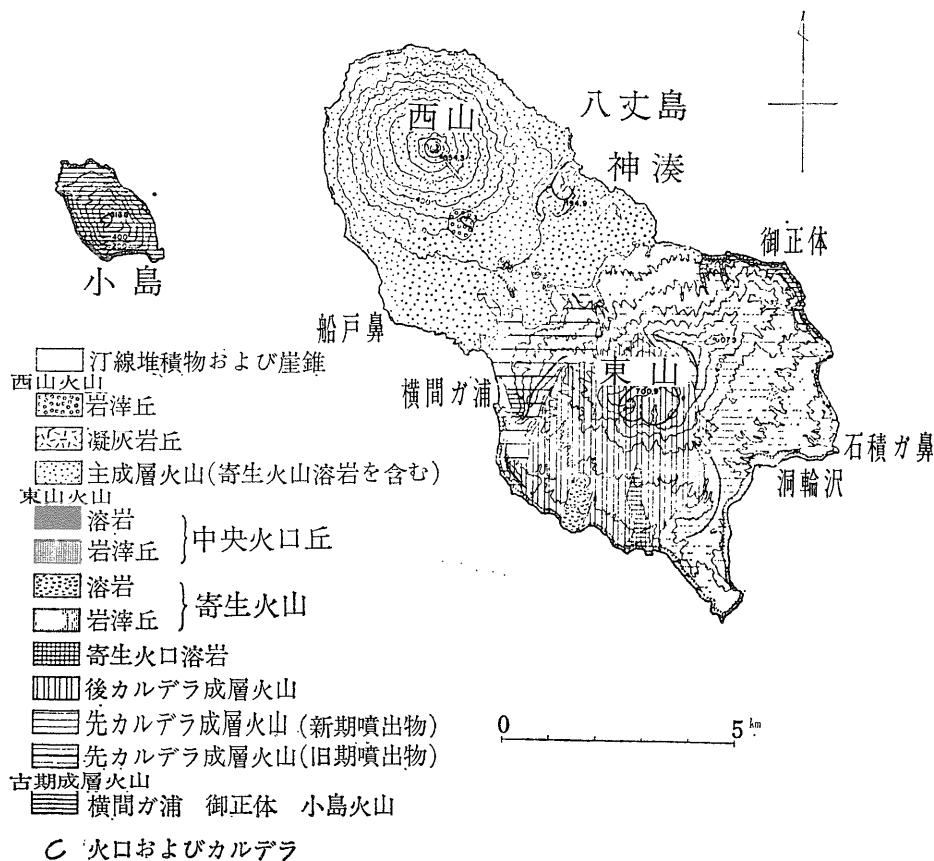 八丈島
西山
神湊
御正体
小島
船戸鼻
東山
横間ガ浦
石積ガ鼻
洞輪沢
汀線堆積物および崖錐
西山火山
岩滓丘
凝灰岩丘
主成層火山(寄生火山溶岩を含む)
東山火山
溶岩
岩滓丘
}中央火口丘
溶岩
岩滓丘
}寄生火山
寄生火口溶岩
後カルデラ成層火山
先カルデラ成層火山(新期噴出物)
先カルデラ成層火山(旧期噴出物)
古期成層火山
横間ガ浦 御正体 小島火山
火口およびカルデラ
0 5 km